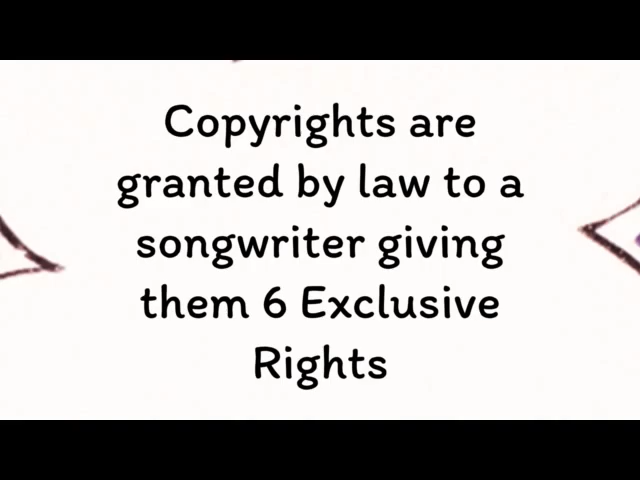 Copyrights are
granted by law to a
songwriter giving
them 6 Exclusive
Rights